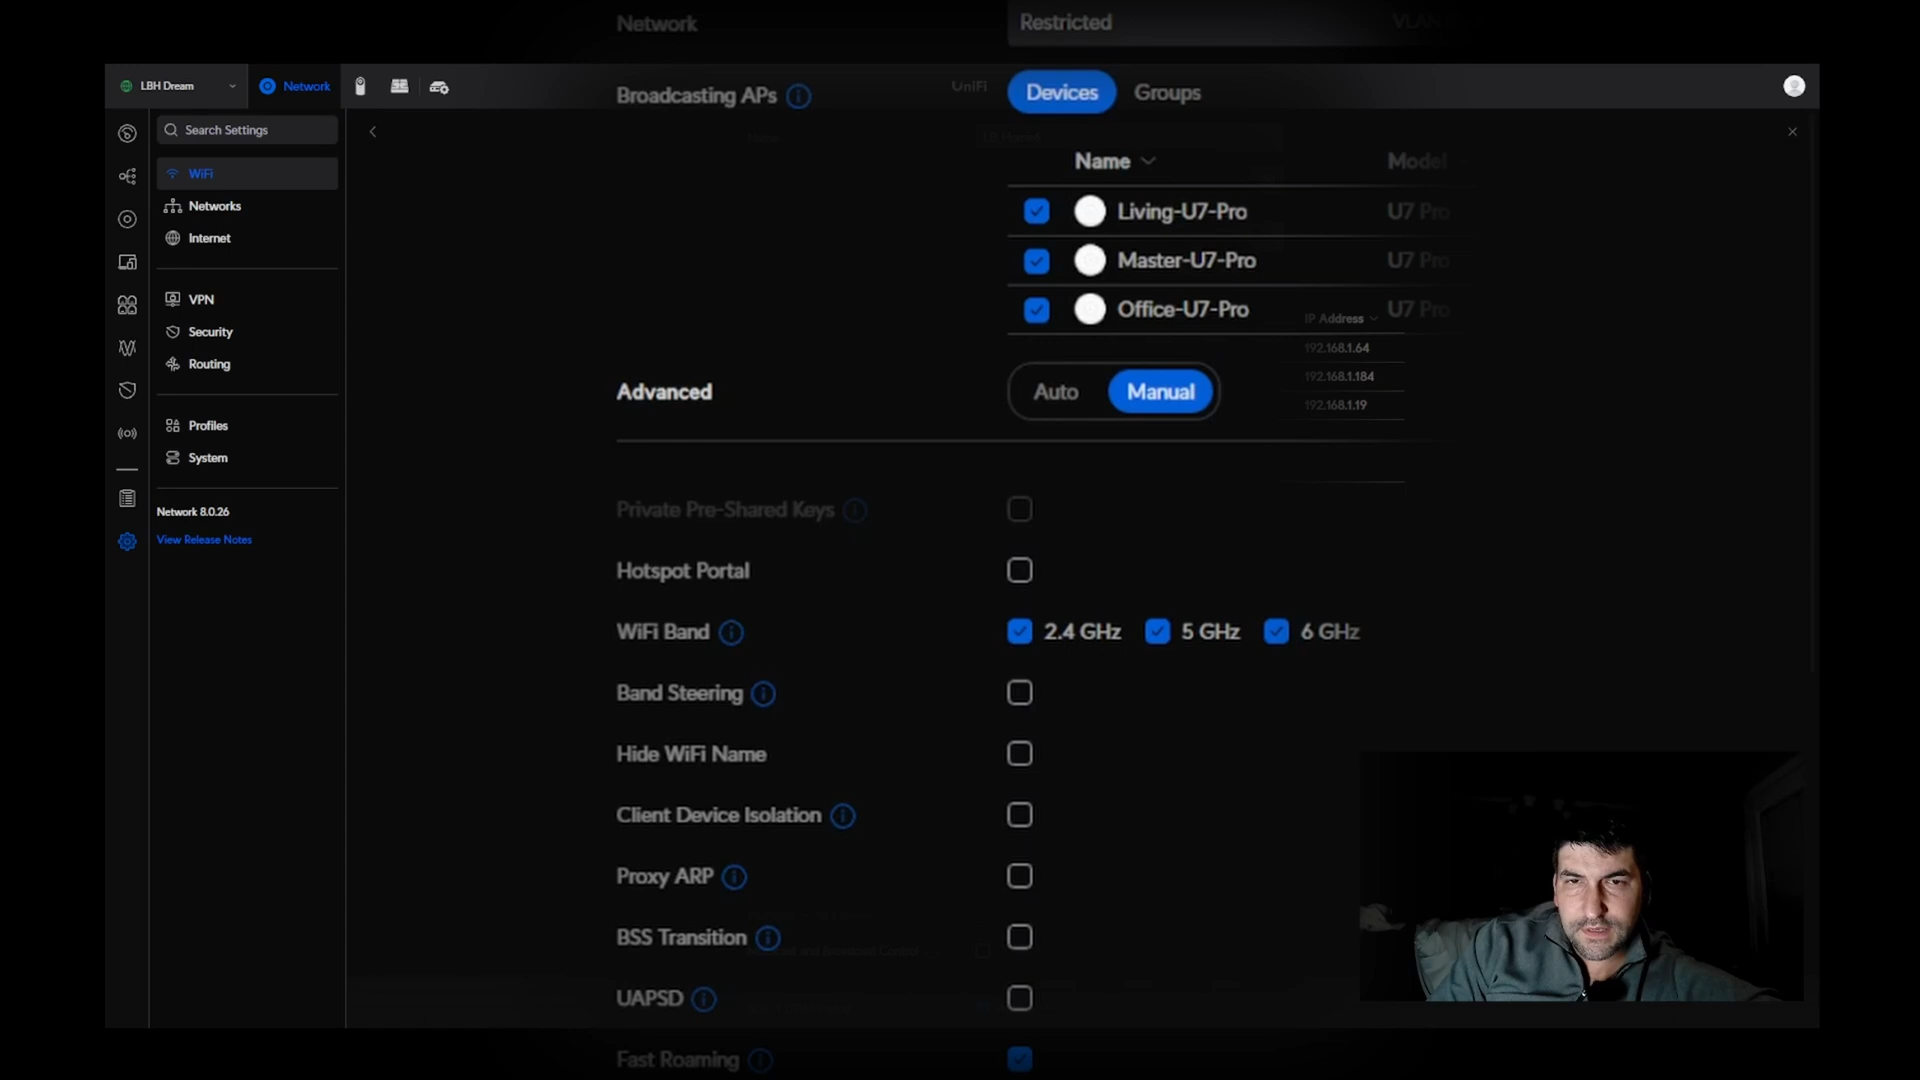 Network
Restricted
VLAN
LBH Dream
Network
Broadcasting APs
UniFi
Devices
Groups
Search Settings
WiFi
Networks
Internet
VPN
Security
Routing
Profiles
System
Network 8.0.26
View Release Notes
Name
Model
Living-U7-Pro
U7 Pro
Master-U7-Pro
U7 Pro
Office-U7-Pro
U7 Pro
IP Address
192.168.1.64
192.168.1.184
192.168.1.19
Advanced
Auto
Manual
Private Pre-Shared Keys
Hotspot Portal
WiFi Band
2.4 GHz
5 GHz
6 GHz
Band Steering
Hide WiFi Name
Client Device Isolation
Proxy ARP
BSS Transition
UAPSD
Fast Roaming